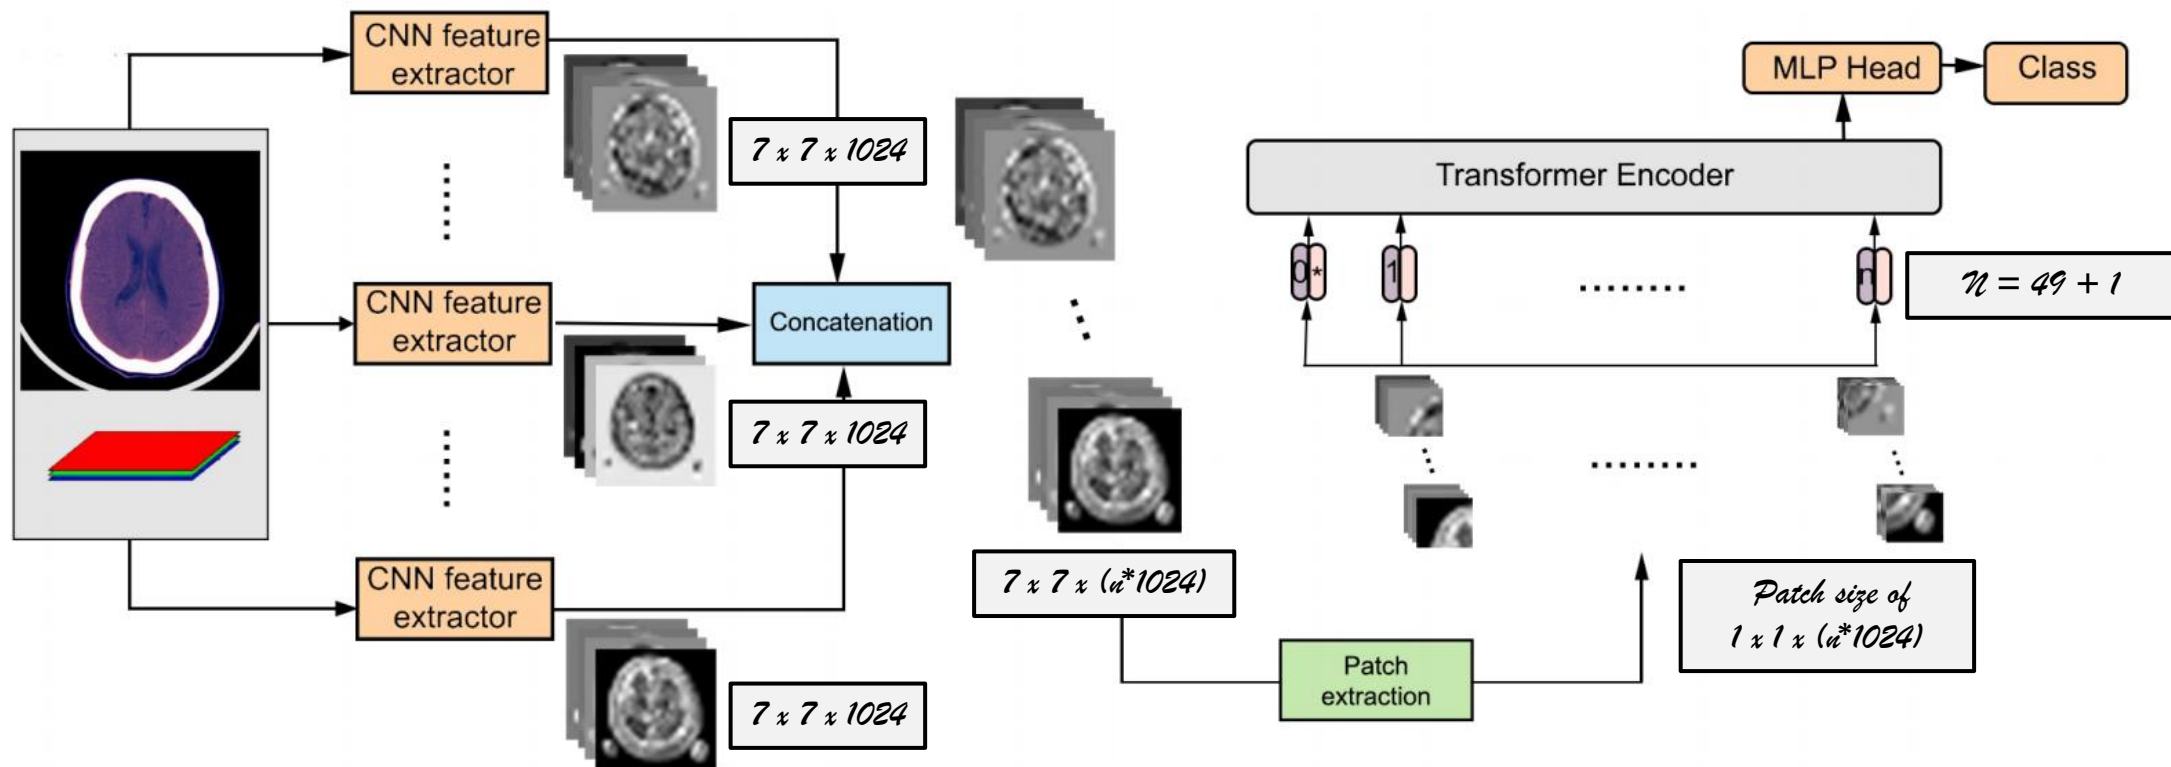 CNN feature
extractor
7 x 7 x 1024
CNN feature
extractor
Concatenation
7 x 7 x 1024
CNN feature
extractor
7 x 7 x 1024
7 x 7 x (n*1024)
Patch
extraction
Patch size of
1 x 1 x (n*1024)
0 *
1
n
N = 49 + 1
Transformer Encoder
MLP Head
Class